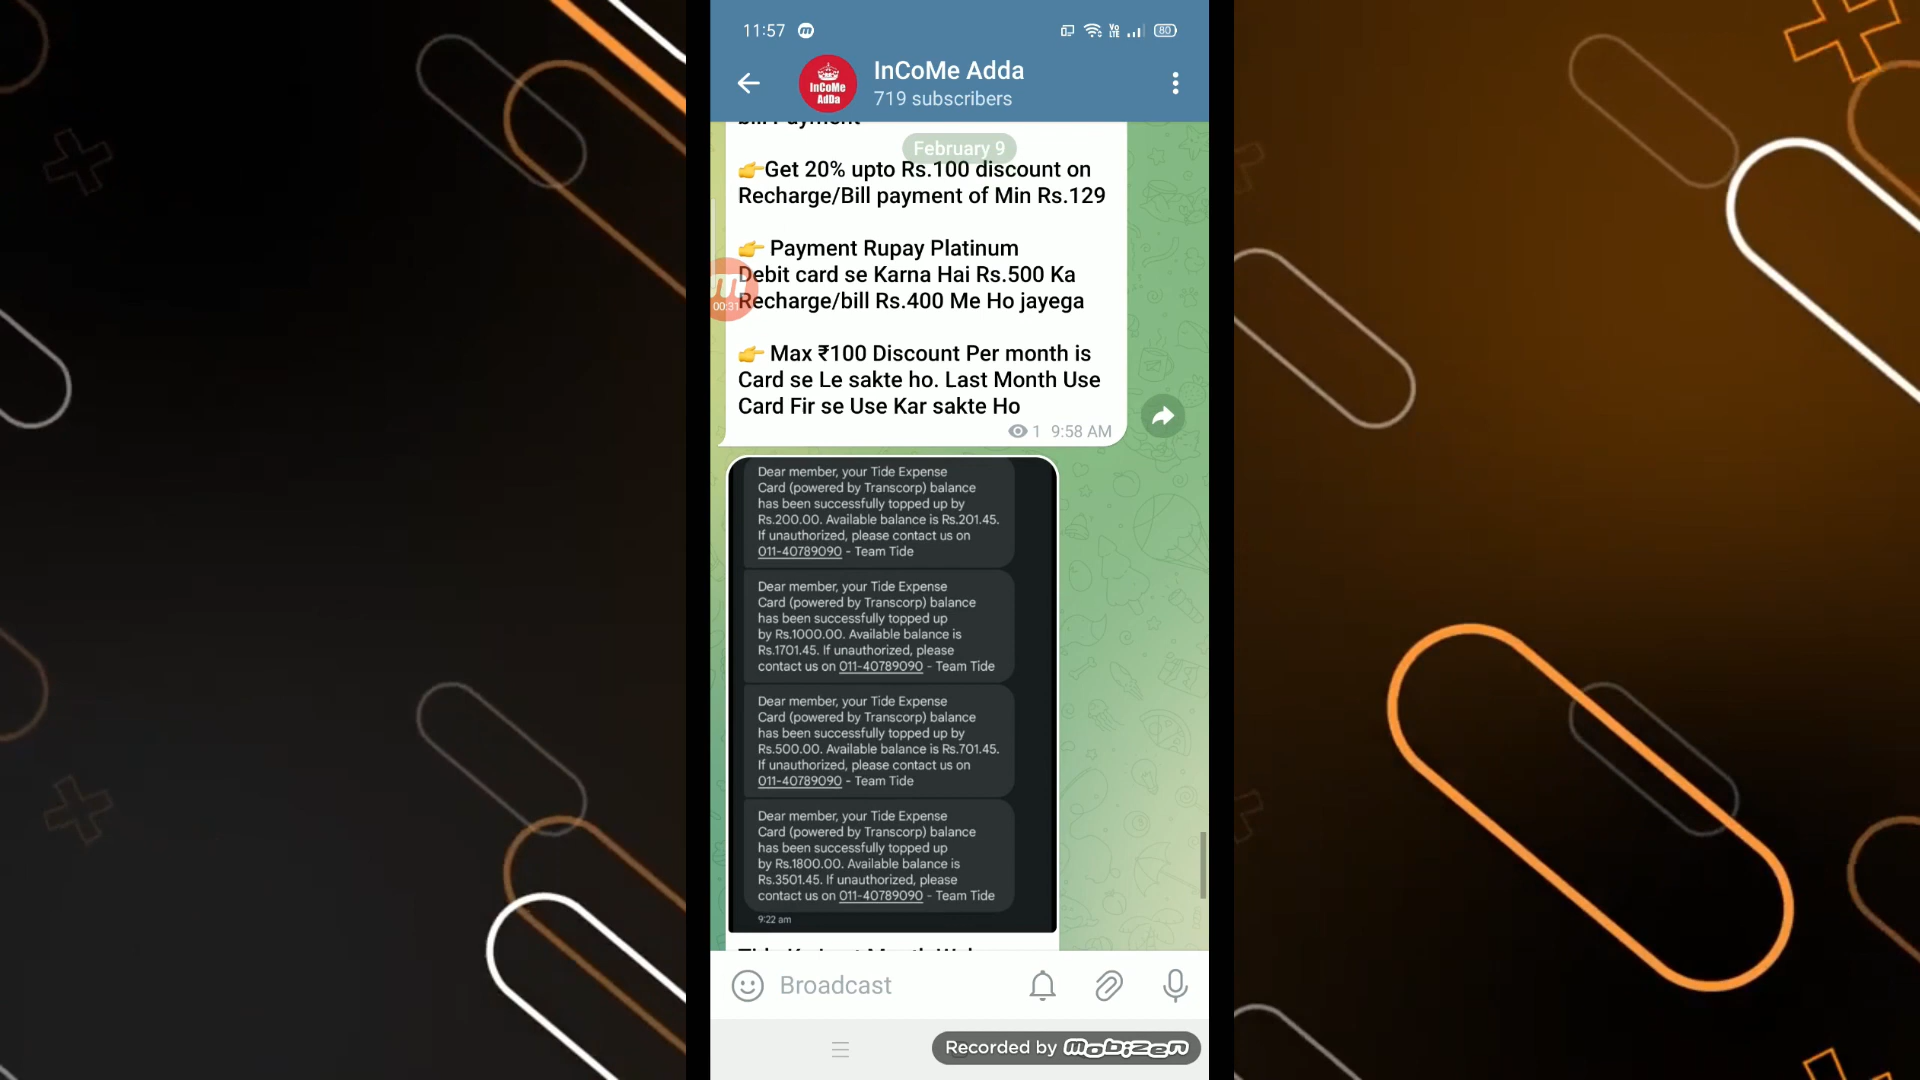 11:57
Vo
LTE
80
InCoMe
AdDa
InCoMe Adda
719 subscribers
bill Payment
February 9
👉Get 20% upto Rs.100 discount on
Recharge/Bill payment of Min Rs.129
👉 Payment Rupay Platinum
Debit card se Karna Hai Rs.500 Ka
Recharge/bill Rs.400 Me Ho jayega
00:31
👉 Max ₹100 Discount Per month is
Card se Le sakte ho. Last Month Use
Card Fir se Use Kar sakte Ho
1 9:58 AM
Dear member, your Tide Expense
Card (powered by Transcorp) balance
has been successfully topped up by
Rs.200.00. Available balance is Rs.201.45.
If unauthorized, please contact us on
011-40789090 - Team Tide
Dear member, your Tide Expense
Card (powered by Transcorp) balance
has been successfully topped up
by Rs.1000.00. Available balance is
Rs.1701.45. If unauthorized, please
contact us on 011-40789090 - Team Tide
Dear member, your Tide Expense
Card (powered by Transcorp) balance
has been successfully topped up by
Rs.500.00. Available balance is Rs.701.45.
If unauthorized, please contact us on
011-40789090 - Team Tide
Dear member, your Tide Expense
Card (powered by Transcorp) balance
has been successfully topped up
by Rs.1800.00. Available balance is
Rs.3501.45. If unauthorized, please
contact us on 011-40789090 - Team Tide
9:22 am
Broadcast
Recorded by mobizen